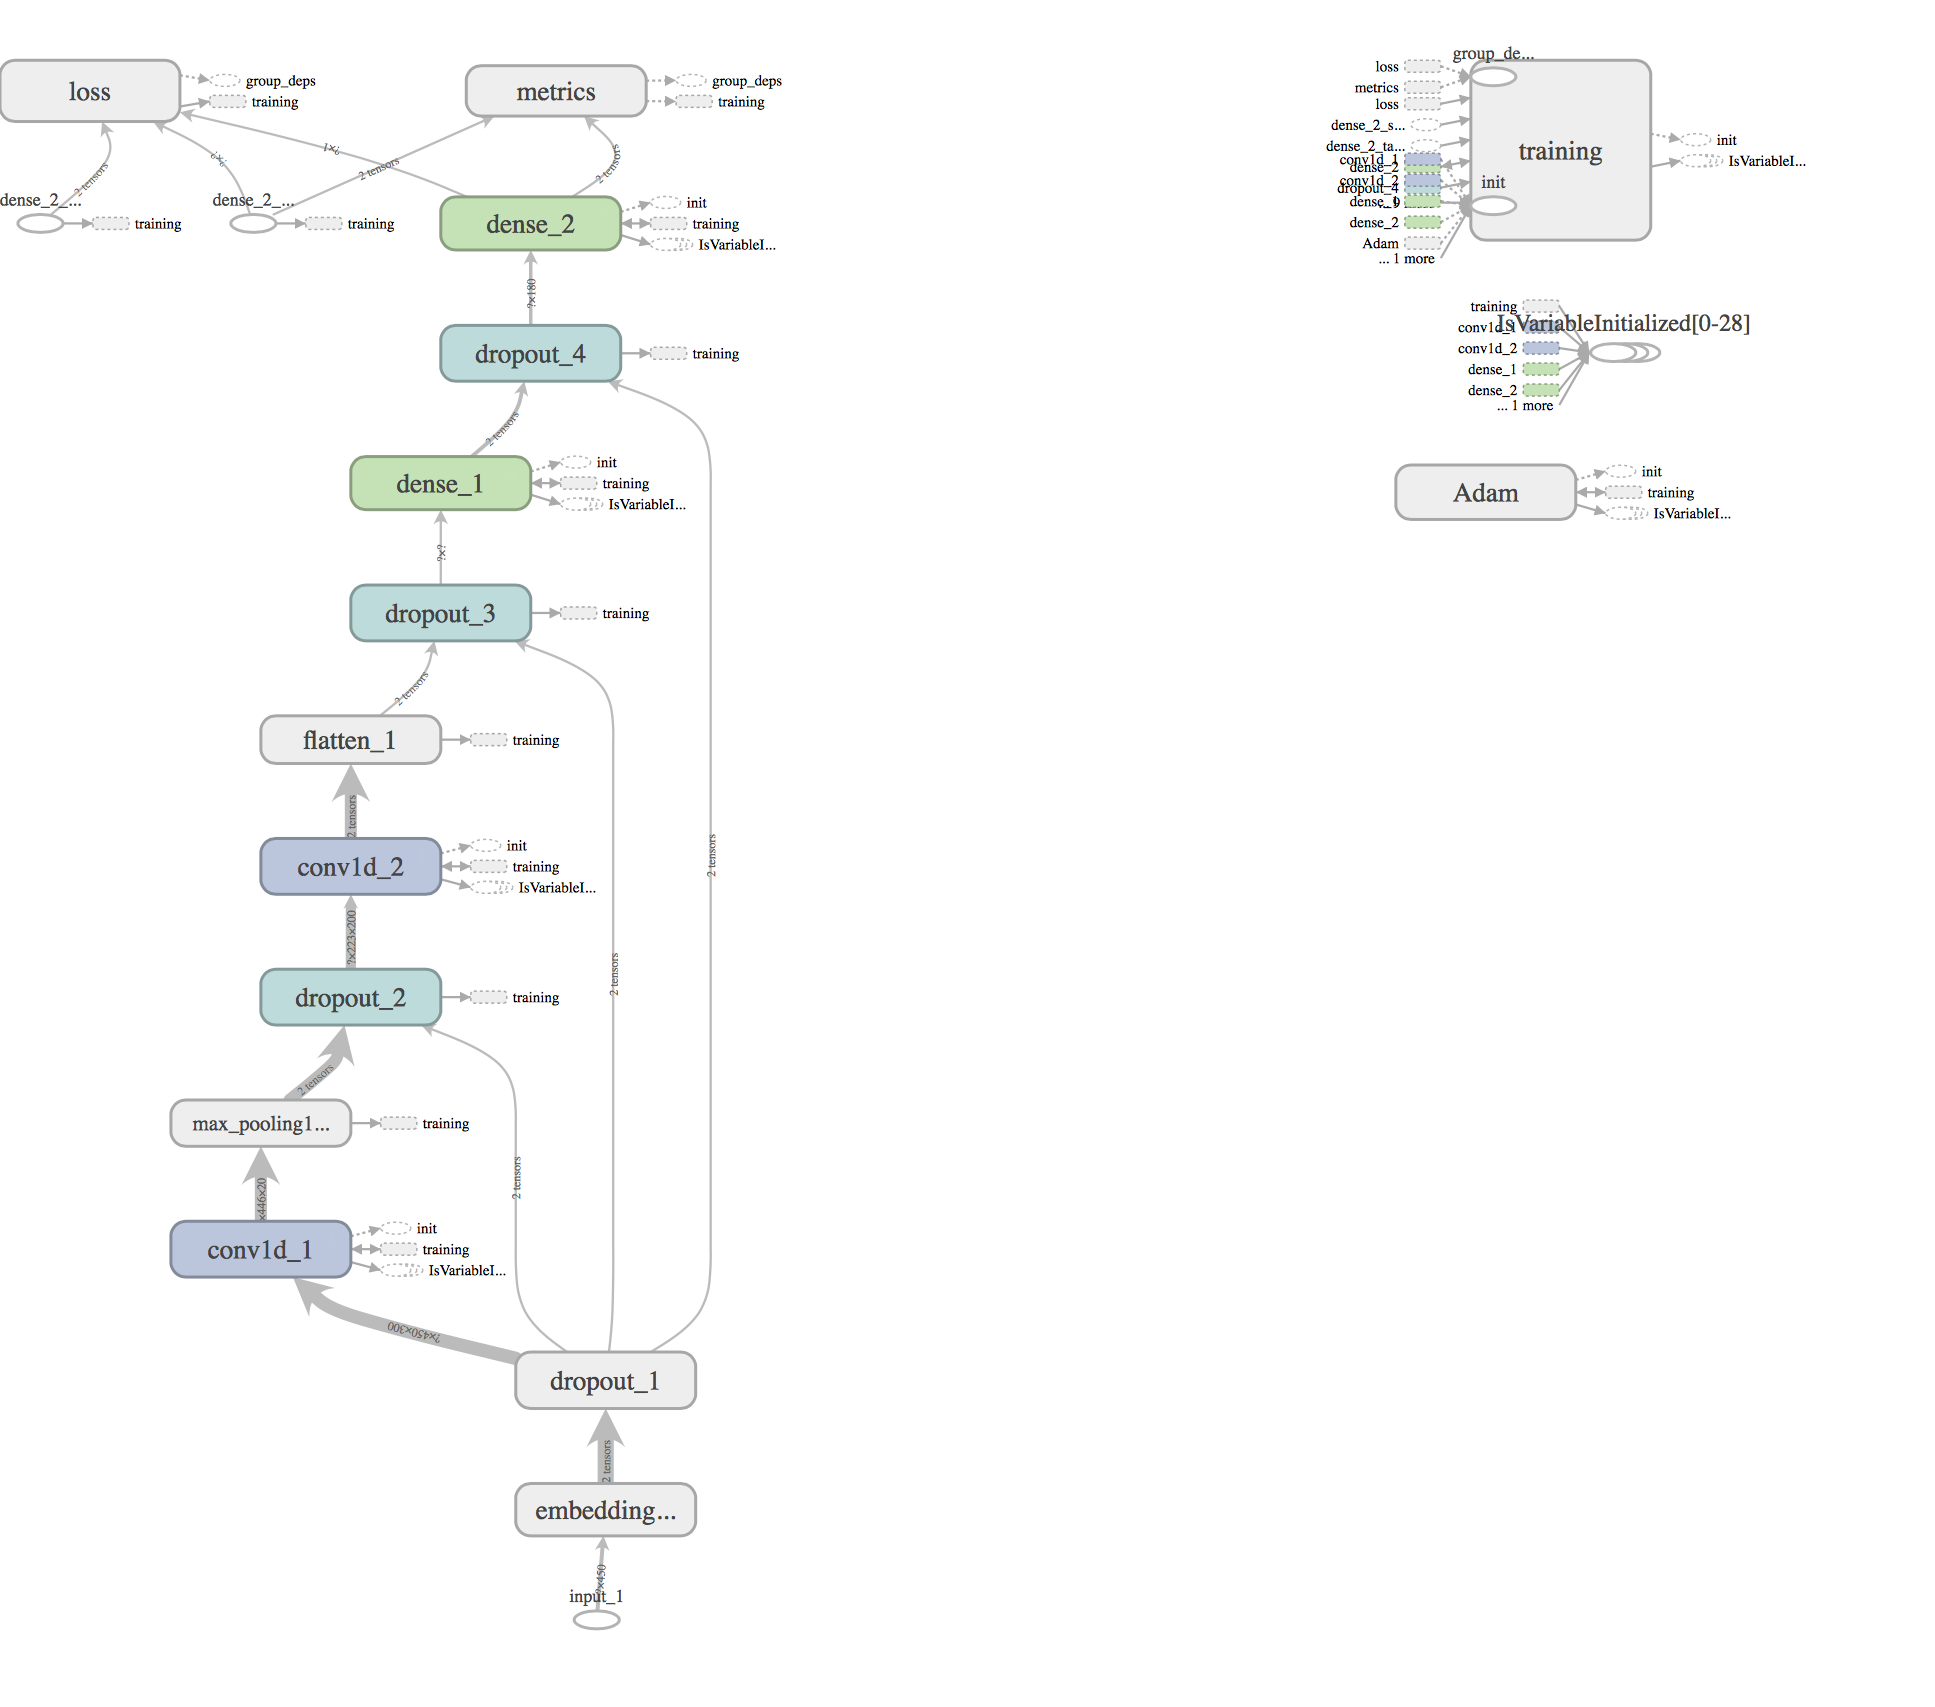 loss
group_deps
training
metrics
group_deps
training
2 tensors
?×?
?×1
2 tensors
2 tensors
dense_2_...
training
dense_2_...
training
dense_2
init
training
IsVariableI...
?×180
dropout_4
training
2 tensors
dense_1
init
training
IsVariableI...
?×?
dropout_3
training
2 tensors
flatten_1
training
2 tensors
conv1d_2
init
training
IsVariableI...
2 tensors
?×223×200
2 tensors
dropout_2
training
2 tensors
max_pooling1...
training
2 tensors
×446×20
conv1d_1
init
training
IsVariableI...
?×450×300
dropout_1
2 tensors
embedding...
?×450
input_1
group_de...
loss
metrics
loss
dense_2_s...
dense_2_ta...
conv1d_1
dense_2
conv1d_2
dropout_4
dense_1
dense_2
Adam
... 1 more
training
init
init
IsVariableI...
IsVariableInitialized[0-28]
training
conv1d_1
conv1d_2
dense_1
dense_2
... 1 more
Adam
init
training
IsVariableI...